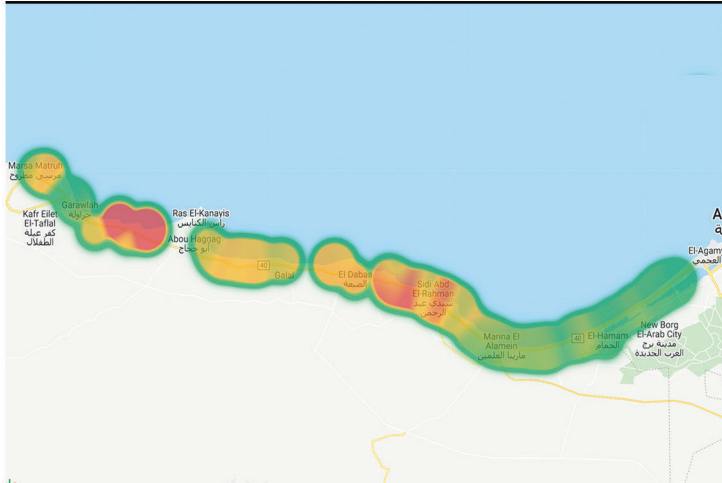 Marsa Matruh
مرسى مطروح
Garawlah
جراولة
Kafr Eilet
El-Taflal
كفر عيلة
الطفلال
Ras El-Kanayis
راس الكنايس
Abou Haggag
أبو حجاج
40
Galal
El Dabaa
الضبعة
Sidi Abd
El-Rahman
سيدي عبد
الرحمن
Marina El
Alamein
مارينا العلمين
40
El-Hamam
الحمام
New Borg
El-Arab City
مدينة برج
العرب الجديدة
El-Agamy
العجمي
A